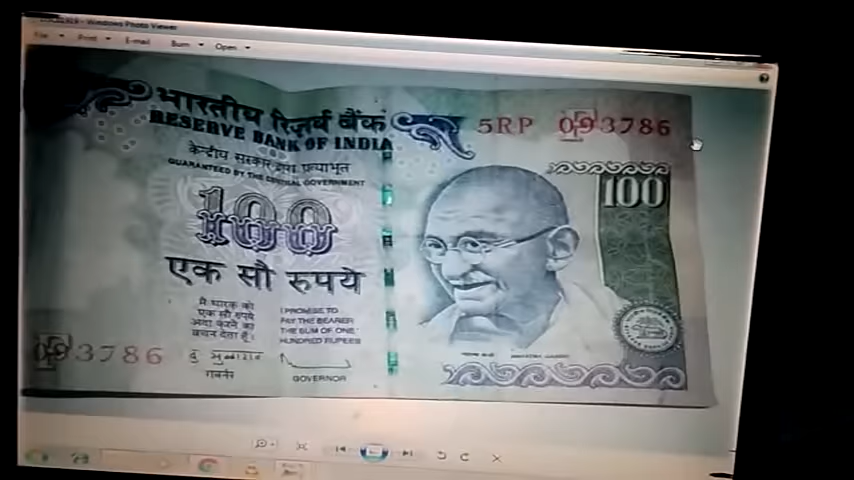 Windows Photo Viewer
File Print E-mail Burn Open
भारतीय रिज़र्व बैंक
RESERVE BANK OF INDIA
5RP 093786
केन्द्रीय सरकार द्वारा प्रत्याभूत
GUARANTEED BY THE CENTRAL GOVERNMENT
100
100
एक सौ रुपये
मैं धारक को
एक सौ रुपये
अदा करने का
वचन देता हूँ।
I PROMISE TO
PAY THE BEARER
THE SUM OF ONE
HUNDRED RUPEES
093786
गवर्नर
GOVERNOR
MAHATMA GANDHI